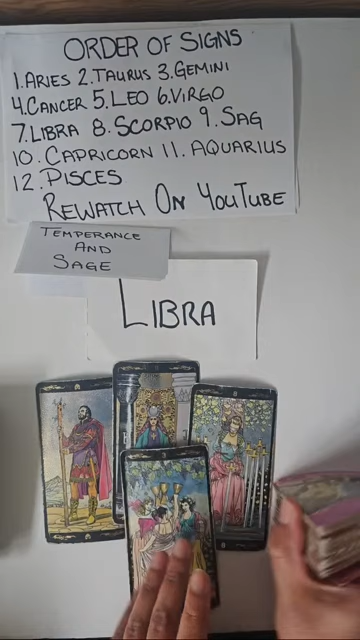 ORDER OF SIGNS
1. ARIES 2. TAURUS 3. GEMINI
4. CANCER 5. LEO 6. VIRGO
7. LIBRA 8. SCORPIO 9. SAG
10. CAPRICORN 11. AQUARIUS
12. PISCES
REWATCH ON YOUTUBE
TEMPERANCE
AND
SAGE
LIBRA